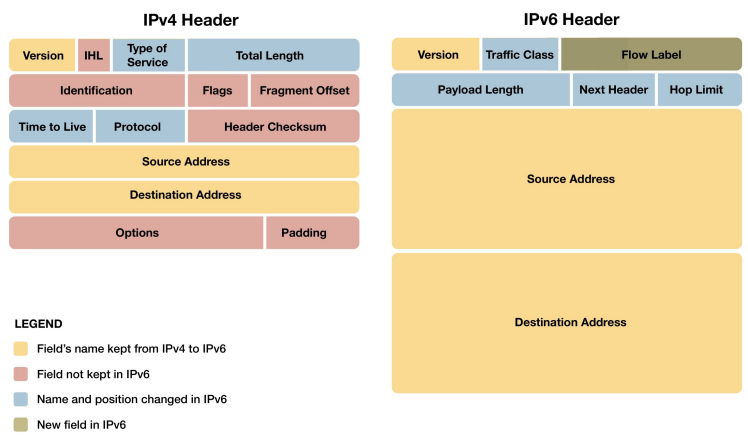 IPv4 Header
Version IHL Type of Service Total Length
Identification Flags Fragment Offset
Time to Live Protocol Header Checksum
Source Address
Destination Address
Options Padding
IPv6 Header
Version Traffic Class Flow Label
Payload Length Next Header Hop Limit
Source Address
Destination Address
LEGEND
Field's name kept from IPv4 to IPv6
Field not kept in IPv6
Name and position changed in IPv6
New field in IPv6